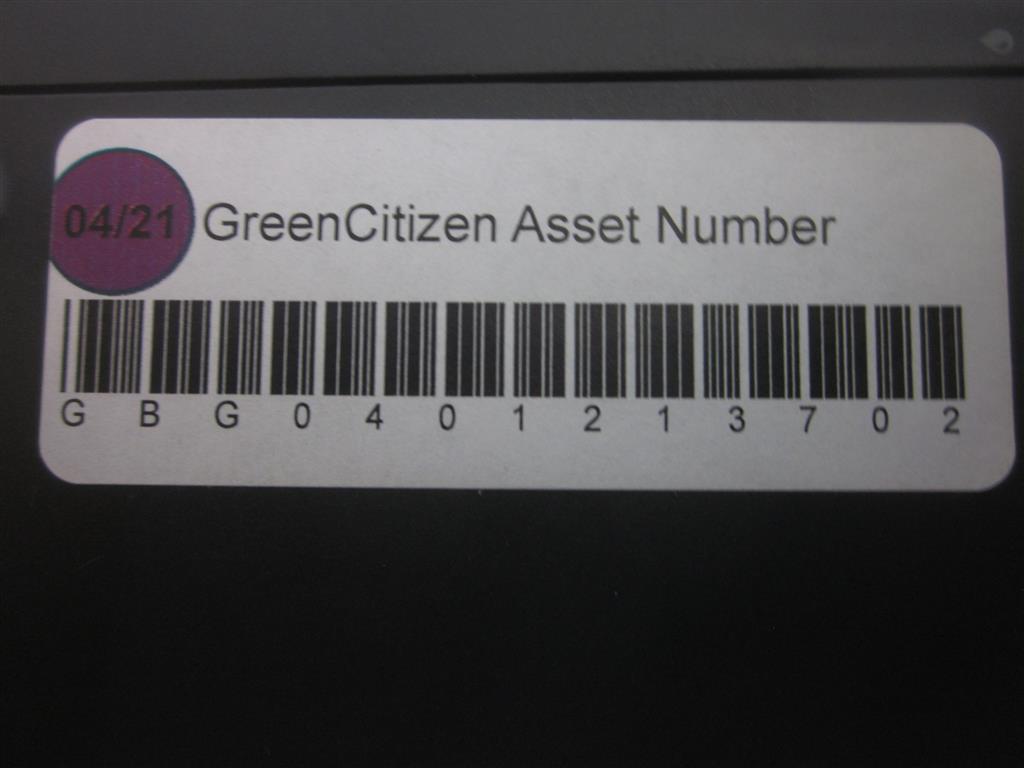 04/21 GreenCitizen Asset Number
G B G 0 4 0 1 2 1 3 7 0 2